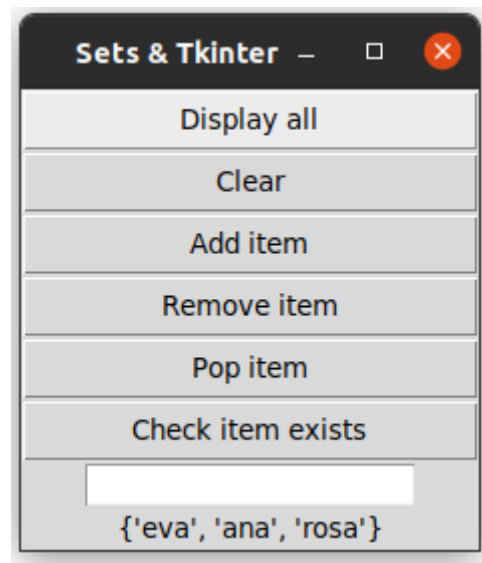 Sets & Tkinter
Display all
Clear
Add item
Remove item
Pop item
Check item exists
{'eva', 'ana', 'rosa'}